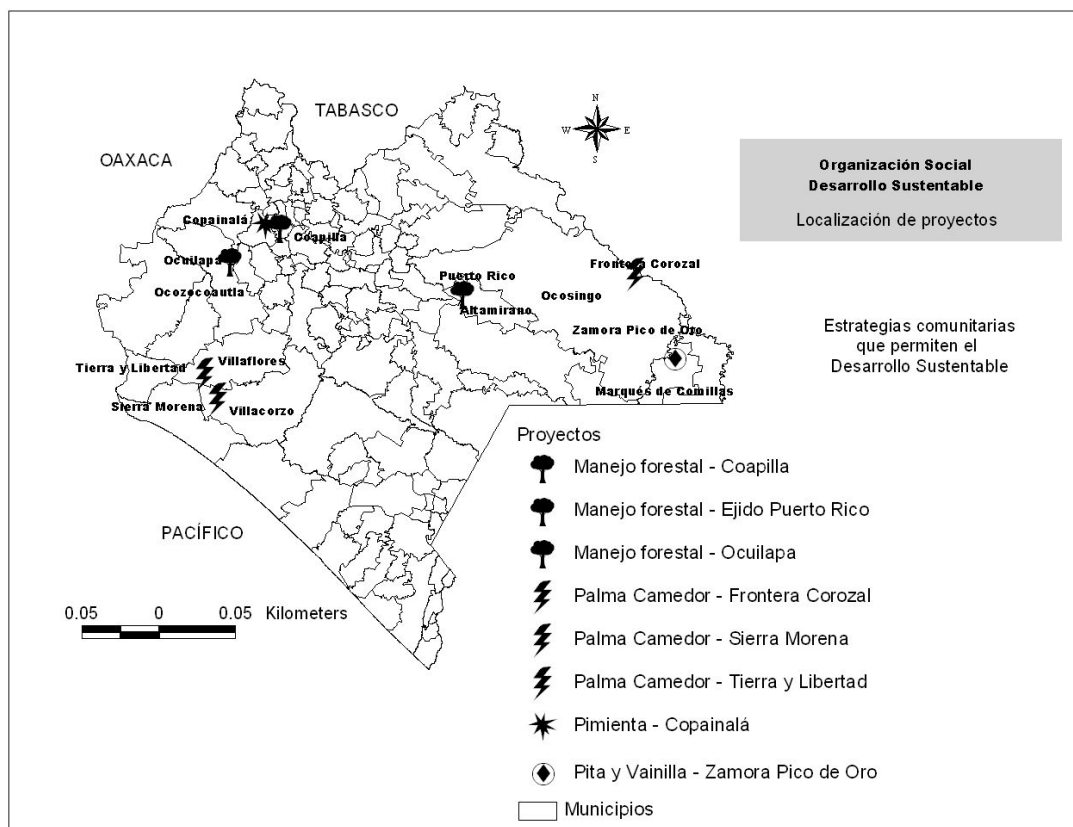 TABASCO
OAXACA
N
W E
S
Organización Social
Desarrollo Sustentable
Localización de proyectos
Copainalá
Coapilla
Ocuilapa
Ocozocoautla
Puerto Rico
Altamirano
Frontera Corozal
Ocosingo
Zamora Pico de Oro
Marqués de Comillas
Estrategias comunitarias
que permiten el
Desarrollo Sustentable
Tierra y Libertad
Villaflores
Sierra Morena
Villacorzo
PACÍFICO
0.05 0 0.05 Kilometers
Proyectos
Manejo forestal - Coapilla
Manejo forestal - Ejido Puerto Rico
Manejo forestal - Ocuilapa
Palma Camedor - Frontera Corozal
Palma Camedor - Sierra Morena
Palma Camedor - Tierra y Libertad
Pimienta - Copainalá
Pita y Vainilla - Zamora Pico de Oro
Municipios